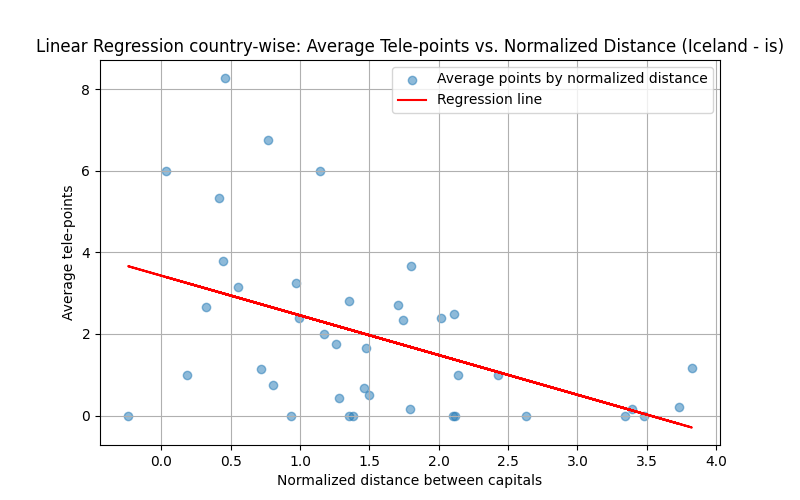 Linear Regression country-wise: Average Tele-points vs. Normalized Distance (Iceland - is)
Average points by normalized distance
Regression line
Average tele-points
8
6
4
2
0
0.0 0.5 1.0 1.5 2.0 2.5 3.0 3.5 4.0
Normalized distance between capitals